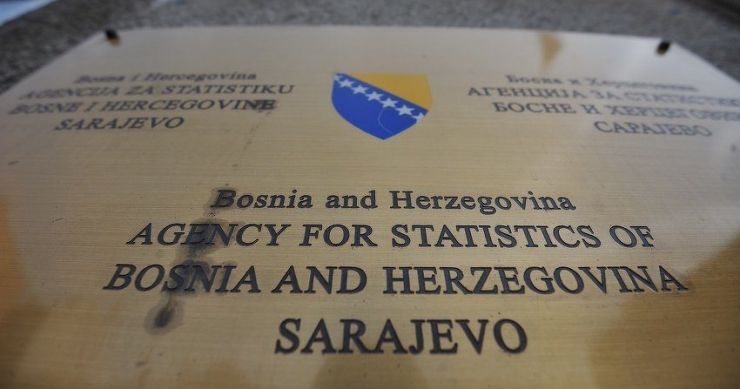 Bosna i Hercegovina
AGENCIJA ZA STATISTIKU
BOSNE I HERCEGOVINE
SARAJEVO
Босна и Херцеговина
АГЕНЦИЈА ЗА СТАТИСТИКУ
БОСНЕ И ХЕРЦЕГОВИНЕ
САРАЈЕВО
Bosnia and Herzegovina
AGENCY FOR STATISTICS OF
BOSNIA AND HERZEGOVINA
SARAJEVO